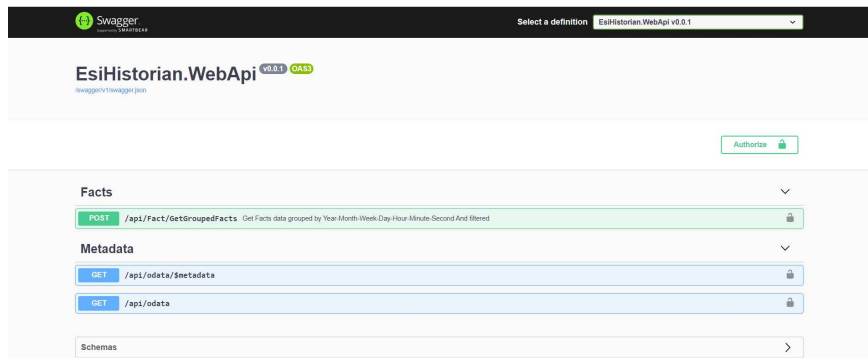 Swagger.
Supported by SMARTBEAR
Select a definition
EsiHistorian.WebApi v0.0.1
EsiHistorian.WebApi v0.0.1 OAS3
/swagger/v1/swagger.json
Authorize
Facts
POST /api/Fact/GetGroupedFacts Get Facts data grouped by Year-Month-Week-Day-Hour-Minute-Second And filtered
Metadata
GET /api/odata/$metadata
GET /api/odata
Schemas